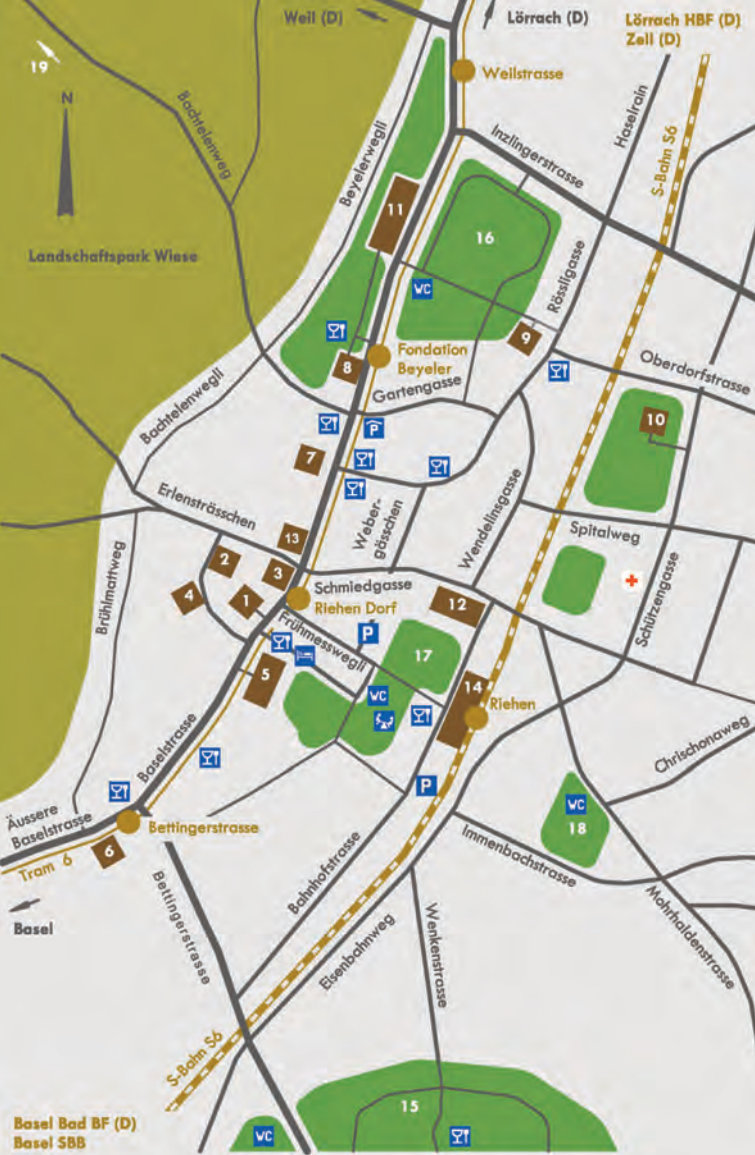 Weil (D)
Lörrach (D)
Lörrach HBF (D)
Zell (D)
19
N
Weilstrasse
Bachtelenweg
Beyelerwegli
Inzlingerstrasse
Haselrain
S-Bahn S6
11
16
Landschaftspark Wiese
WC
Rössligasse
9
Fondation
Beyeler
8
Gartengasse
Oberdorfstrasse
Bachtelenwegli
P
10
7
Erlensträsschen
Weber-
gässchen
Wendelinsgasse
Spitalweg
13
2
3
Schmiedgasse
Riehen Dorf
12
4
1
Brühlmattweg
Frühmesswegli
P
17
Schützengasse
5
WC
14
Riehen
Baselstrasse
Chrischonaweg
P
WC
18
Äussere
Baselstrasse
Bettingerstrasse
6
Tram 6
Immenbachstrasse
Basel
Bettingerstrasse
Bahnhofstrasse
Eisenbahnweg
Wenkenstrasse
Mohrhaldenstrasse
S-Bahn S6
15
WC
Basel Bad BF (D)
Basel SBB